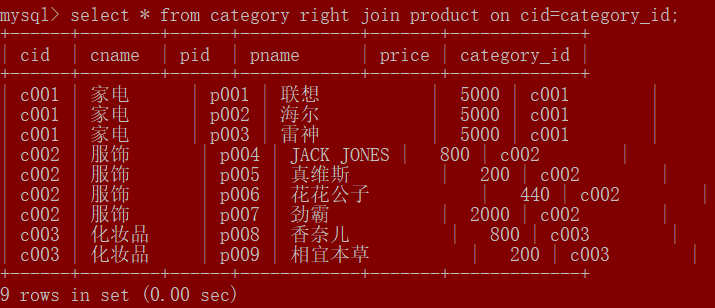 mysql> select * from category right join product on cid=category_id;
+------+-----------+------+------------+-------+-------------+
| cid | cname | pid | pname | price | category_id |
+------+-----------+------+------------+-------+-------------+
| c001 | 家电 | p001 | 联想 | 5000 | c001 |
| c001 | 家电 | p002 | 海尔 | 5000 | c001 |
| c001 | 家电 | p003 | 雷神 | 5000 | c001 |
| c002 | 服饰 | p004 | JACK JONES | 800 | c002 |
| c002 | 服饰 | p005 | 真维斯 | 200 | c002 |
| c002 | 服饰 | p006 | 花花公子 | 440 | c002 |
| c002 | 服饰 | p007 | 劲霸 | 2000 | c002 |
| c003 | 化妆品 | p008 | 香奈儿 | 800 | c003 |
| c003 | 化妆品 | p009 | 相宜本草 | 200 | c003 |
+------+-----------+------+------------+-------+-------------+
9 rows in set (0.00 sec)